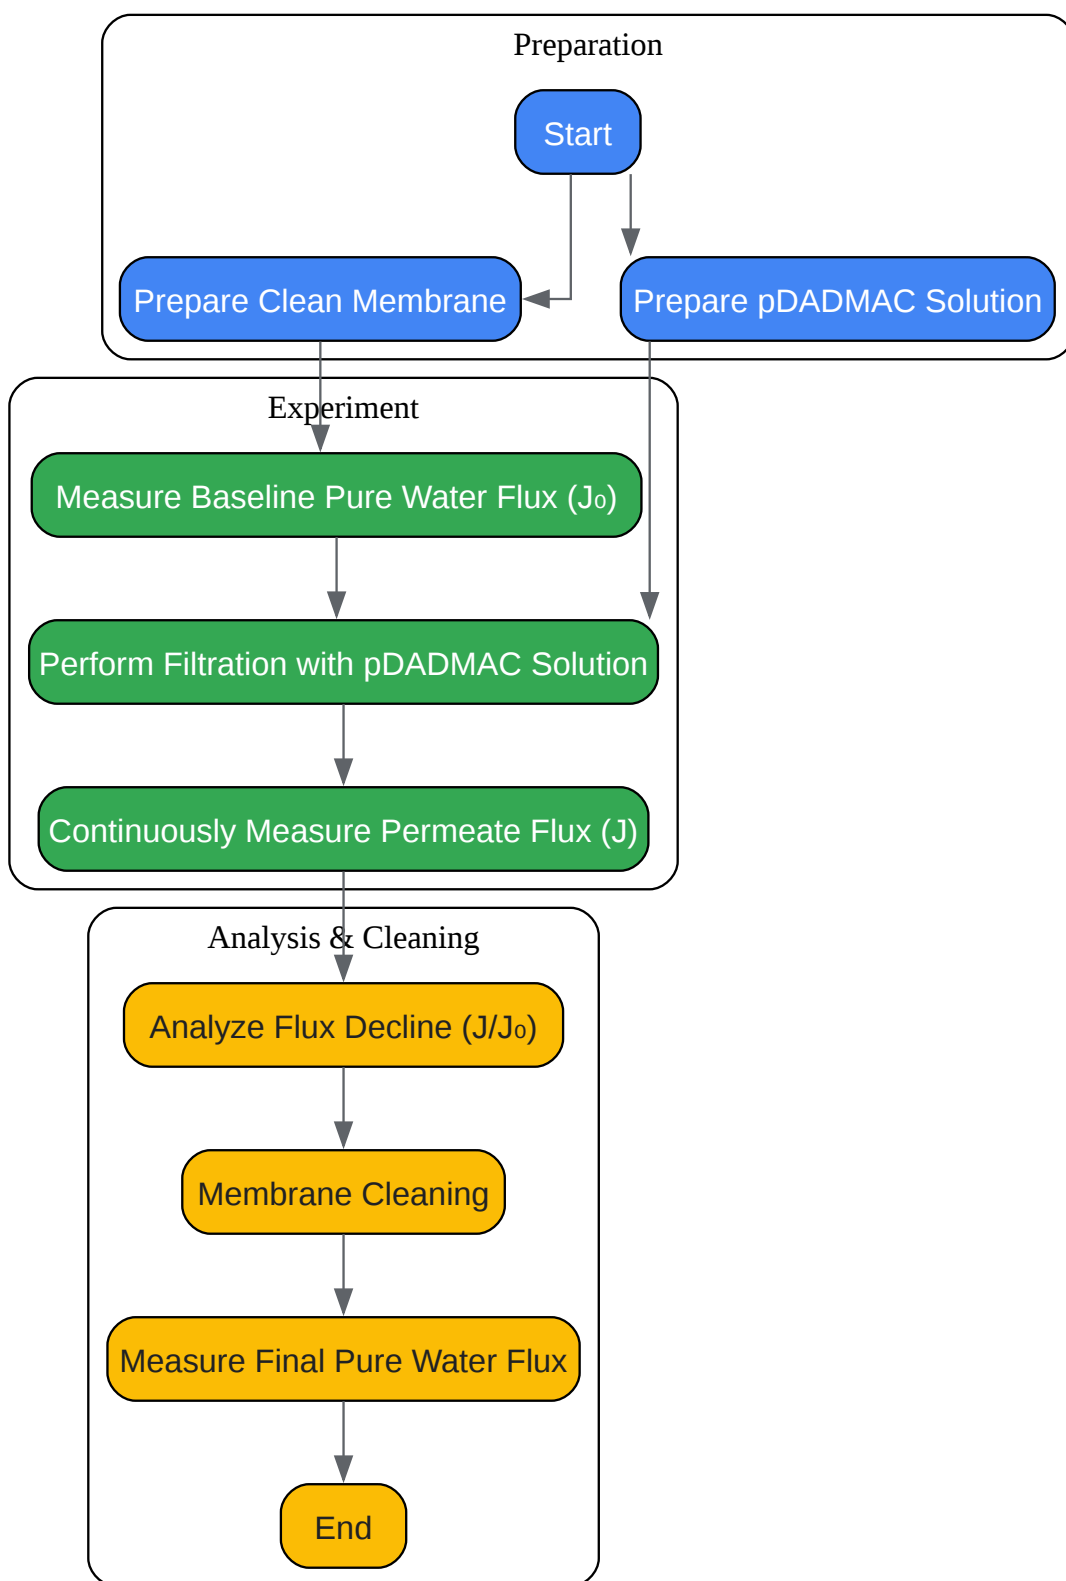 Preparation
Start
Prepare Clean Membrane
Prepare pDADMAC Solution
Experiment
Measure Baseline Pure Water Flux (J₀)
Perform Filtration with pDADMAC Solution
Continuously Measure Permeate Flux (J)
Analysis & Cleaning
Analyze Flux Decline (J/J₀)
Membrane Cleaning
Measure Final Pure Water Flux
End